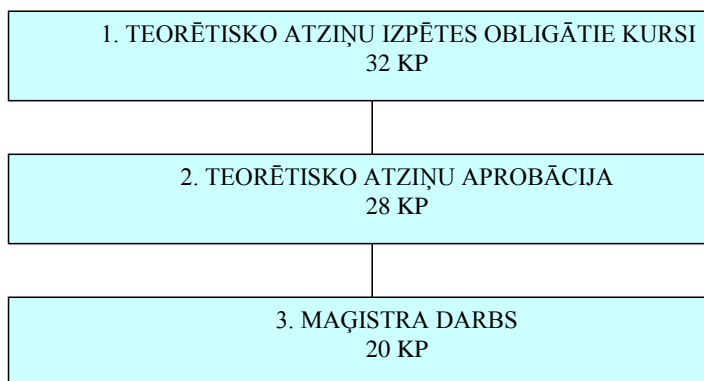 1. TEORĒTISKO ATZIŅU IZPĒTES OBLIGĀTIE KURSI
32 KP
2. TEORĒTISKO ATZIŅU APROBĀCIJA
28 KP
3. MAĢISTRA DARBS
20 KP